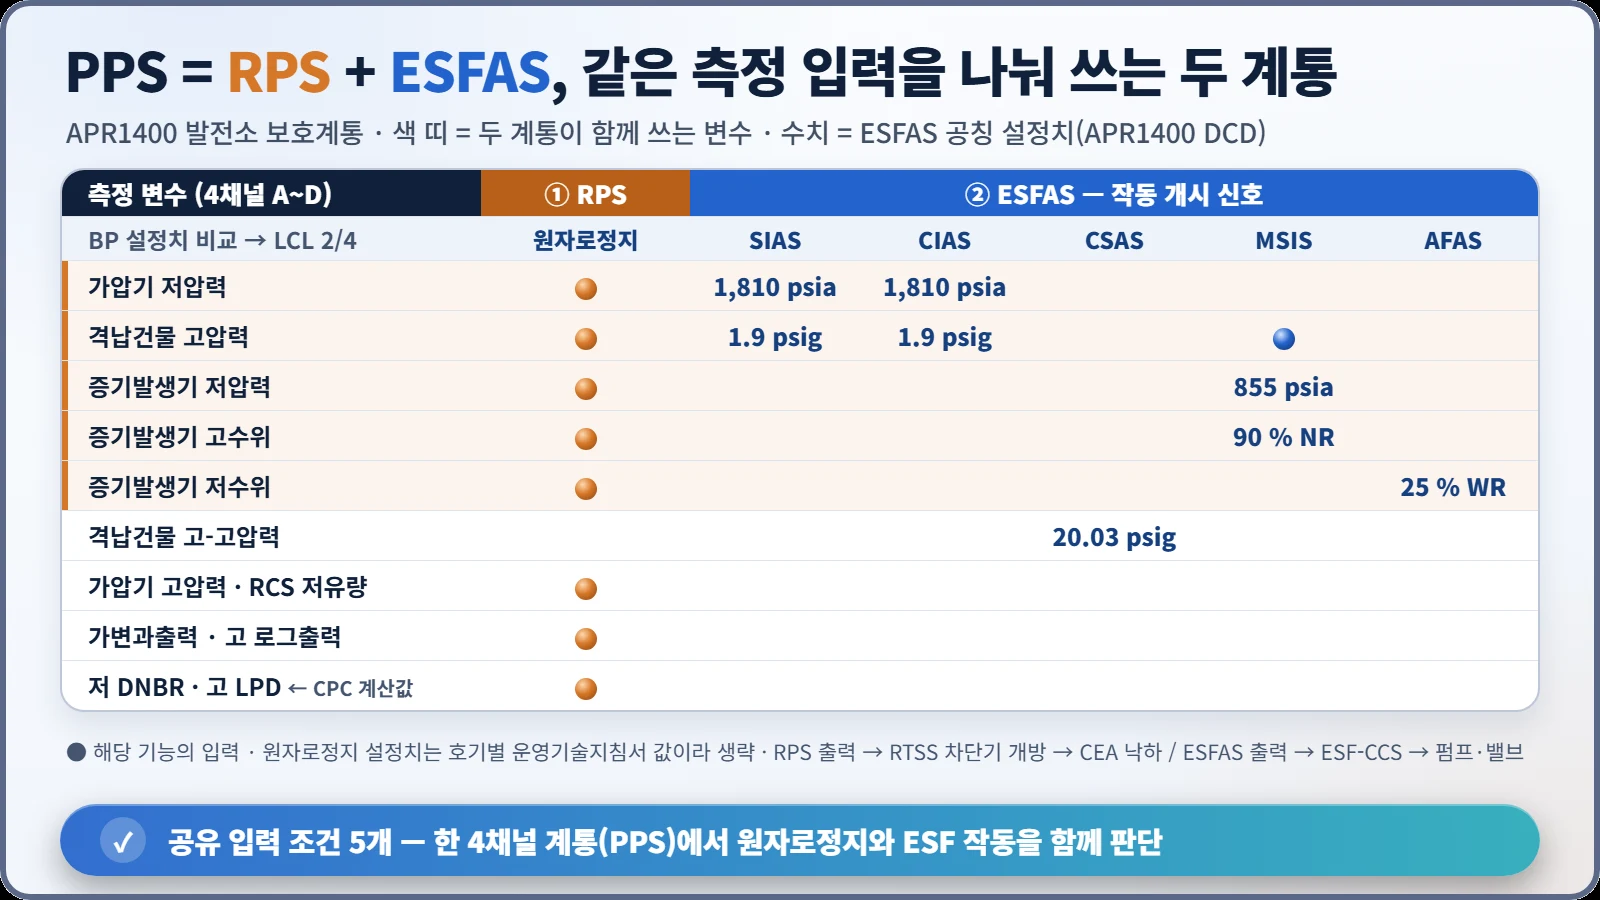 PPS = RPS + ESFAS, 같은 측정 입력을 나눠 쓰는 두 계통
APR1400 발전소 보호계통 · 색 띠 = 두 계통이 함께 쓰는 변수 · 수치 = ESFAS 공칭 설정치(APR1400 DCD)
측정 변수 (4채널 A~D) ① RPS ② ESFAS — 작동 개시 신호
BP 설정치 비교 → LCL 2/4 원자로정지 SIAS CIAS CSAS MSIS AFAS
가압기 저압력 1,810 psia 1,810 psia
격납건물 고압력 1.9 psig 1.9 psig
증기발생기 저압력 855 psia
증기발생기 고수위 90 % NR
증기발생기 저수위 25 % WR
격납건물 고-고압력 20.03 psig
가압기 고압력 · RCS 저유량
가변과출력 · 고 로그출력
저 DNBR · 고 LPD ← CPC 계산값
● 해당 기능의 입력 · 원자로정지 설정치는 호기별 운영기술지침서 값이라 생략 · RPS 출력 → RTSS 차단기 개방 → CEA 낙하 / ESFAS 출력 → ESF-CCS → 펌프·밸브
✓ 공유 입력 조건 5개 — 한 4채널 계통(PPS)에서 원자로정지와 ESF 작동을 함께 판단